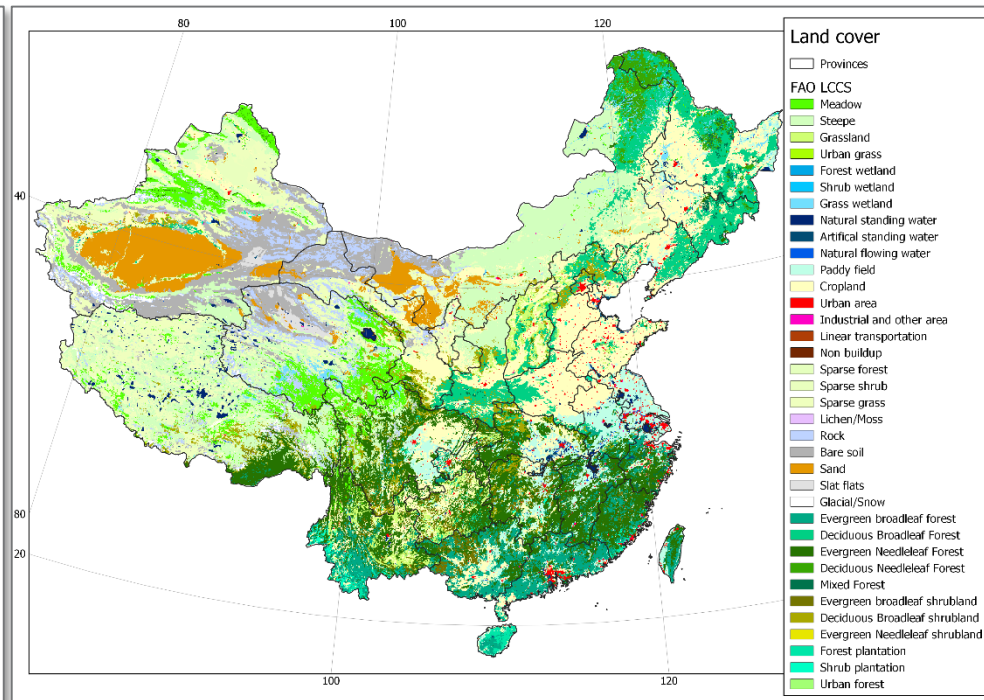 80
100
120
40
80
20
100
120
Land cover
Provinces
FAO LCCS
Meadow
Steepe
Grassland
Urban grass
Forest wetland
Shrub wetland
Grass wetland
Natural standing water
Artifical standing water
Natural flowing water
Paddy field
Cropland
Urban area
Industrial and other area
Linear transportation
Non buildup
Sparse forest
Sparse shrub
Sparse grass
Lichen/Moss
Rock
Bare soil
Sand
Slat flats
Glacial/Snow
Evergreen broadleaf forest
Deciduous Broadleaf Forest
Evergreen Needleleaf Forest
Deciduous Needleleaf Forest
Mixed Forest
Evergreen broadleaf shrubland
Deciduous Broadleaf shrubland
Evergreen Needleleaf shrubland
Forest plantation
Shrub plantation
Urban forest